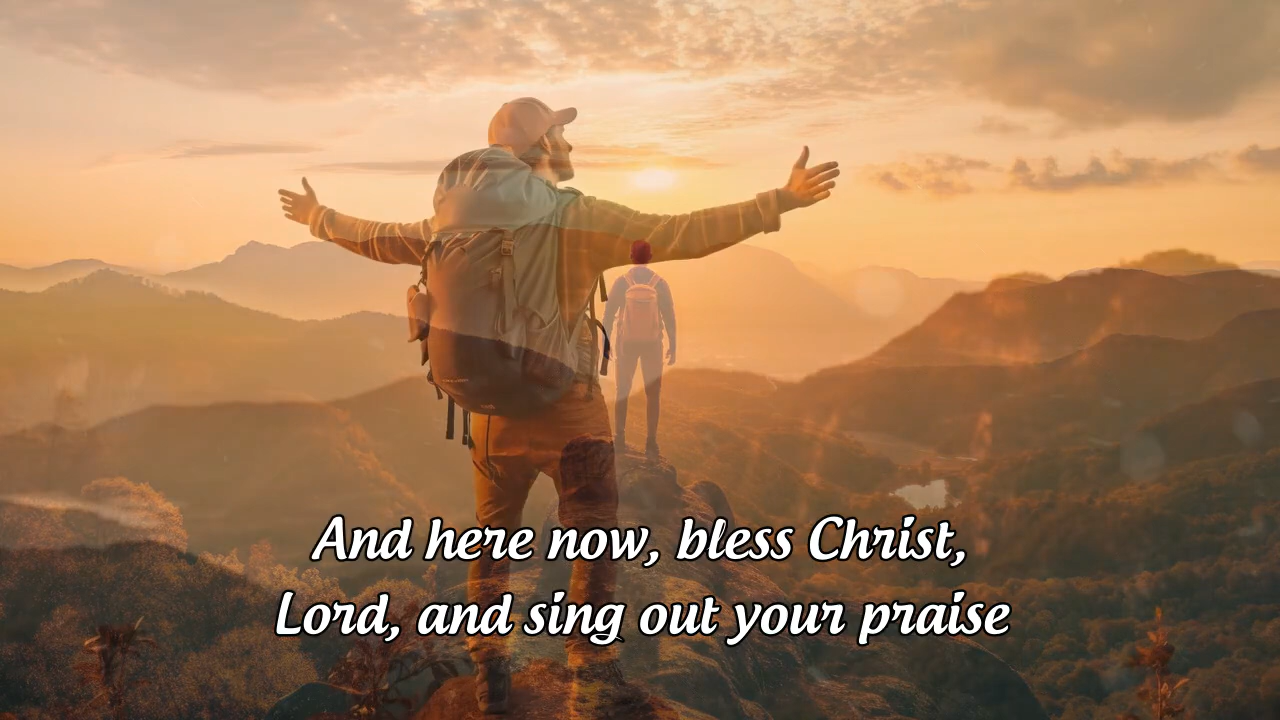 And here now, bless Christ,
Lord, and sing out your praise